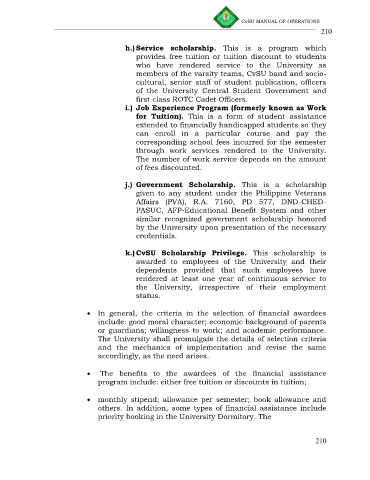 CvSU MANUAL OF OPERATIONS
210
h.) Service scholarship. This is a program which
provides free tuition or tuition discount to students
who have rendered service to the University as
members of the varsity teams, CvSU band and socio-
cultural, senior staff of student publication, officers
of the University Central Student Government and
first class ROTC Cadet Officers.
i.) Job Experience Program (formerly known as Work
for Tuition). This is a form of student assistance
extended to financially handicapped students so they
can enroll in a particular course and pay the
corresponding school fees incurred for the semester
through work services rendered to the University.
The number of work service depends on the amount
of fees discounted.
j.) Government Scholarship. This is a scholarship
given to any student under the Philippine Veterans
Affairs (PVA), R.A. 7160, PD 577, DND-CHED-
PASUC, AFP-Educational Benefit System and other
similar recognized government scholarship honored
by the University upon presentation of the necessary
credentials.
k.) CvSU Scholarship Privilege. This scholarship is
awarded to employees of the University and their
dependents provided that such employees have
rendered at least one year of continuous service to
the University, irrespective of their employment
status.
• In general, the criteria in the selection of financial awardees
include: good moral character; economic background of parents
or guardians; willingness to work; and academic performance.
The University shall promulgate the details of selection criteria
and the mechanics of implementation and revise the same
accordingly, as the need arises.
• The benefits to the awardees of the financial assistance
program include: either free tuition or discounts in tuition;
• monthly stipend; allowance per semester; book allowance and
others. In addition, some types of financial assistance include
priority booking in the University Dormitory. The
210